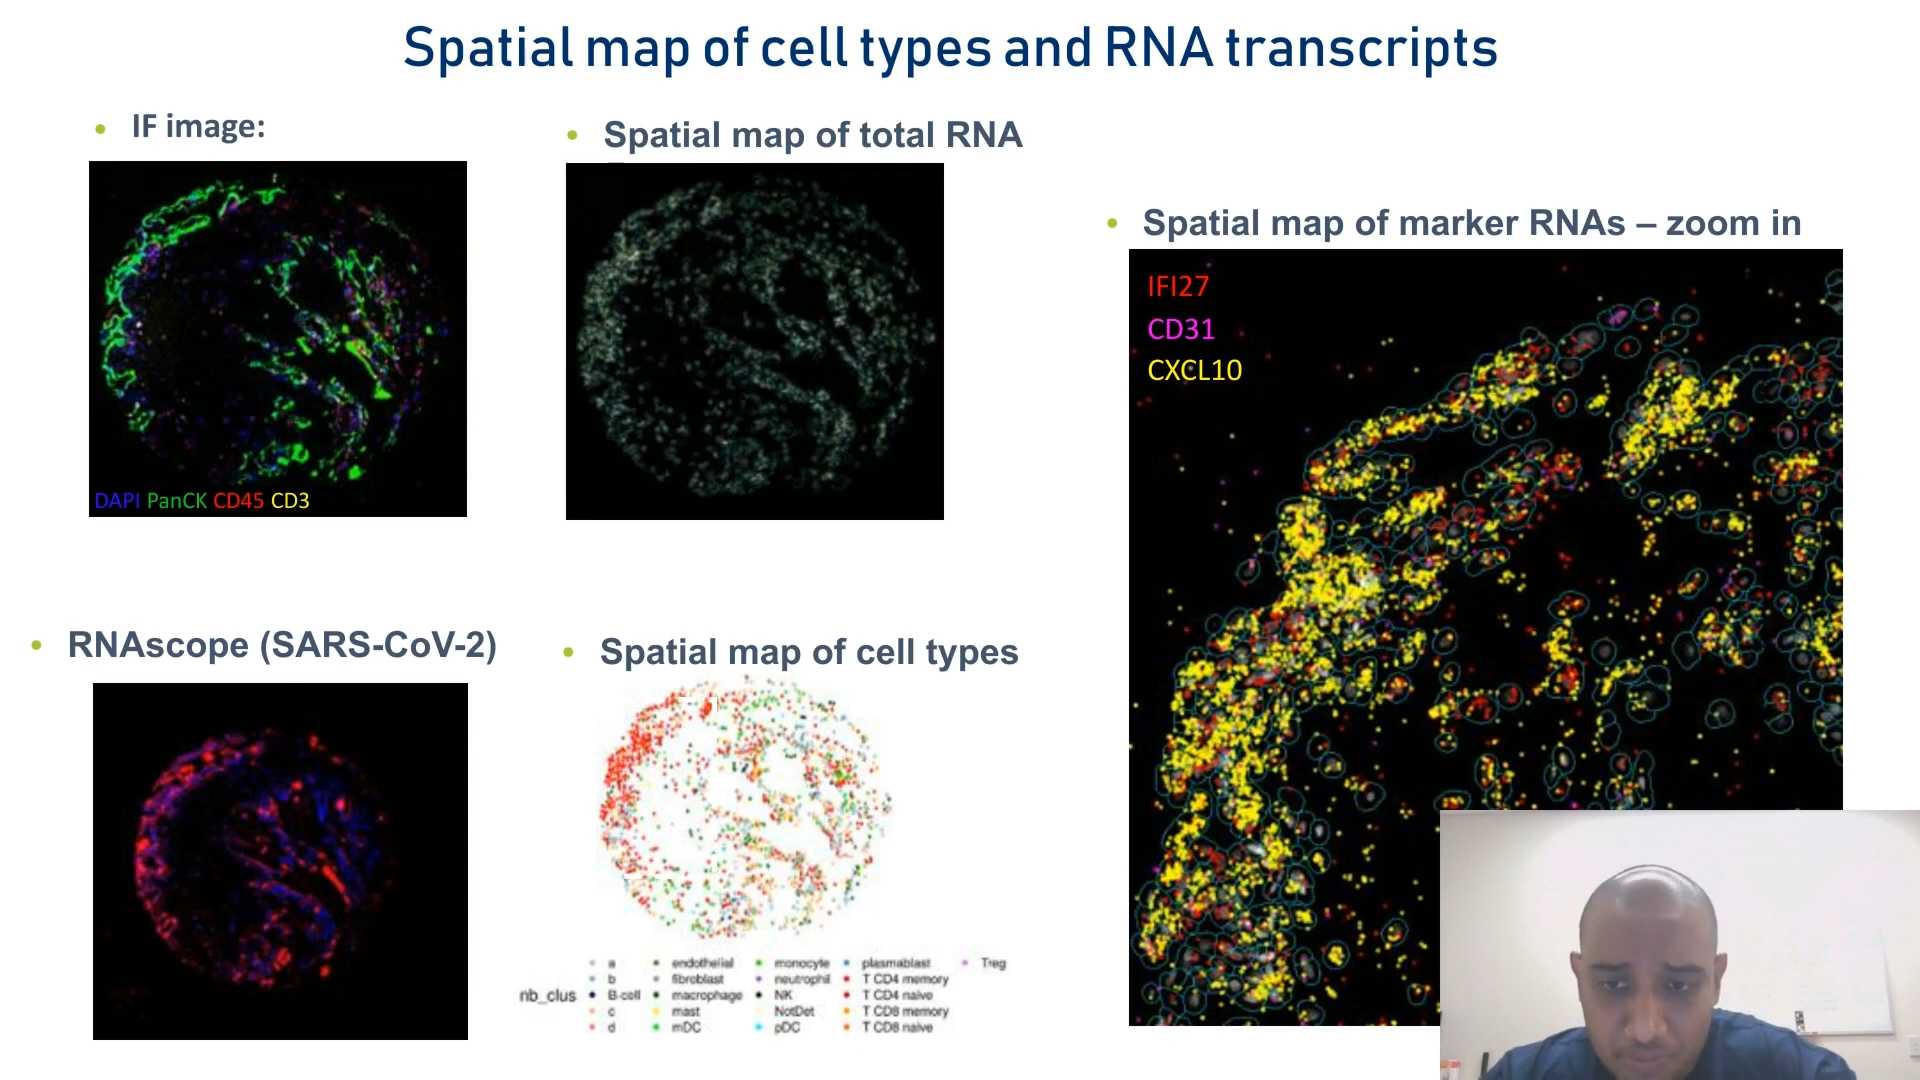 Spatial map of cell types and RNA transcripts
• IF image:
DAPI PanCK CD45 CD3
• Spatial map of total RNA
• Spatial map of marker RNAs – zoom in
IFI27
CD31
CXCL10
• RNAscope (SARS-CoV-2)
• Spatial map of cell types
nb_clus
a
b
B-cell
c
d
endothelial
fibroblast
macrophage
mast
mDC
monocyte
neutrophil
NK
NotDet
pDC
plasmablast
T CD4 memory
T CD4 naive
T CD8 memory
T CD8 naive
Treg